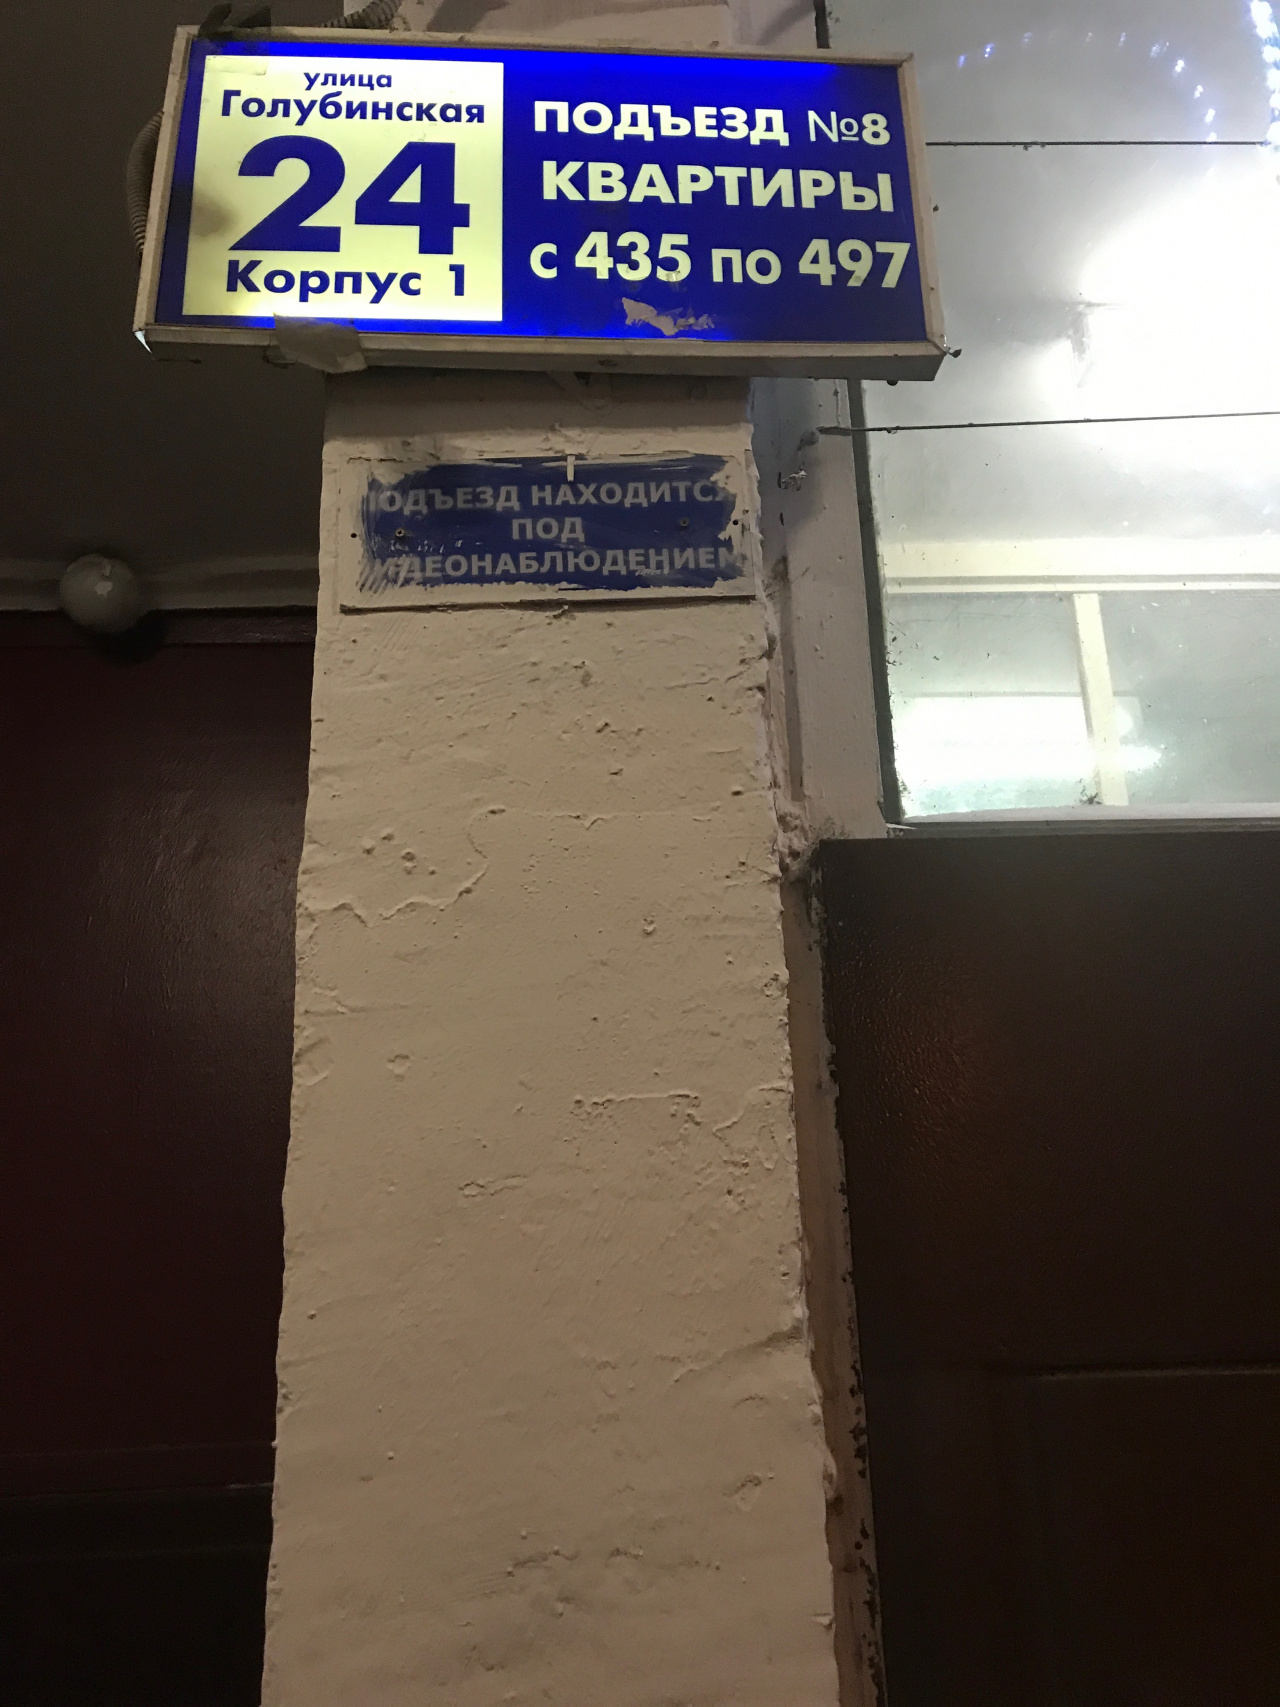 улица
Голубинская
24
Корпус 1
ПОДЪЕЗД №8
КВАРТИРЫ
с 435 по 497
ПОДЪЕЗД НАХОДИТСЯ
ПОД
ВИДЕОНАБЛЮДЕНИЕМ